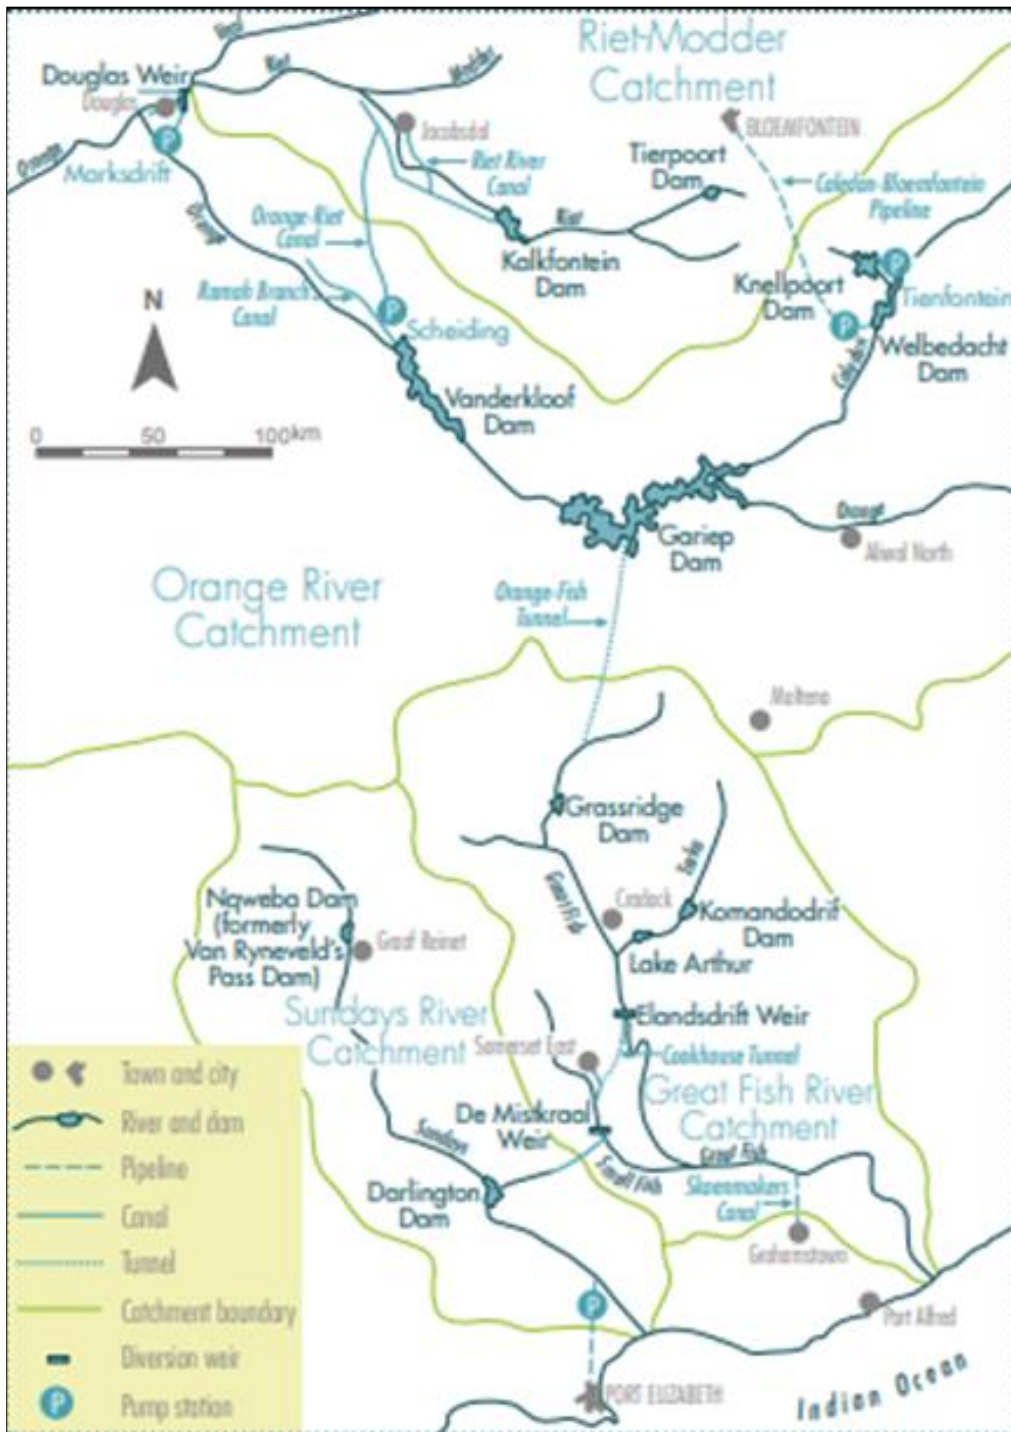 Vaal
Riet-Modder
Catchment
Douglas Weir
Riet
Modder
Douglas
Jacobsdal
BLOEMFONTEIN
Orange
Marksdrift
Riet River
Canal
Tierpoort
Dam
Caledon-Bloemfontein
Pipeline
Orange
Orange-Riet
Canal
Riet
Kalkfontein
Dam
Knellpoort
Dam
Tienfontein
Ramah Branch
Canal
N
Scheiding
Welbedacht
Dam
Caledon
Vanderkloof
Dam
0 50 100km
Orange
Gariep
Dam
Aliwal North
Orange River
Catchment
Orange-Fish
Tunnel
Molteno
Grassridge
Dam
Great Fish
Tarka
Cradock
Komandodrif
Dam
Nqweba Dam
(formerly
Van Ryneveld's
Pass Dam)
Graaf Reinet
Lake Arthur
Sundays River
Catchment
Elandsdrift Weir
Somerset East
Cookhouse Tunnel
Great Fish River
Catchment
De Mistkraal
Weir
Sundays
Small Fish
Great Fish
Darlington
Dam
Skoenmakers
Canal
Grahamstown
Port Alfred
PORT ELIZABETH
Indian Ocean
Town and city
River and dam
Pipeline
Canal
Tunnel
Catchment boundary
Diversion weir
P
Pump station
P
P
P
P
P